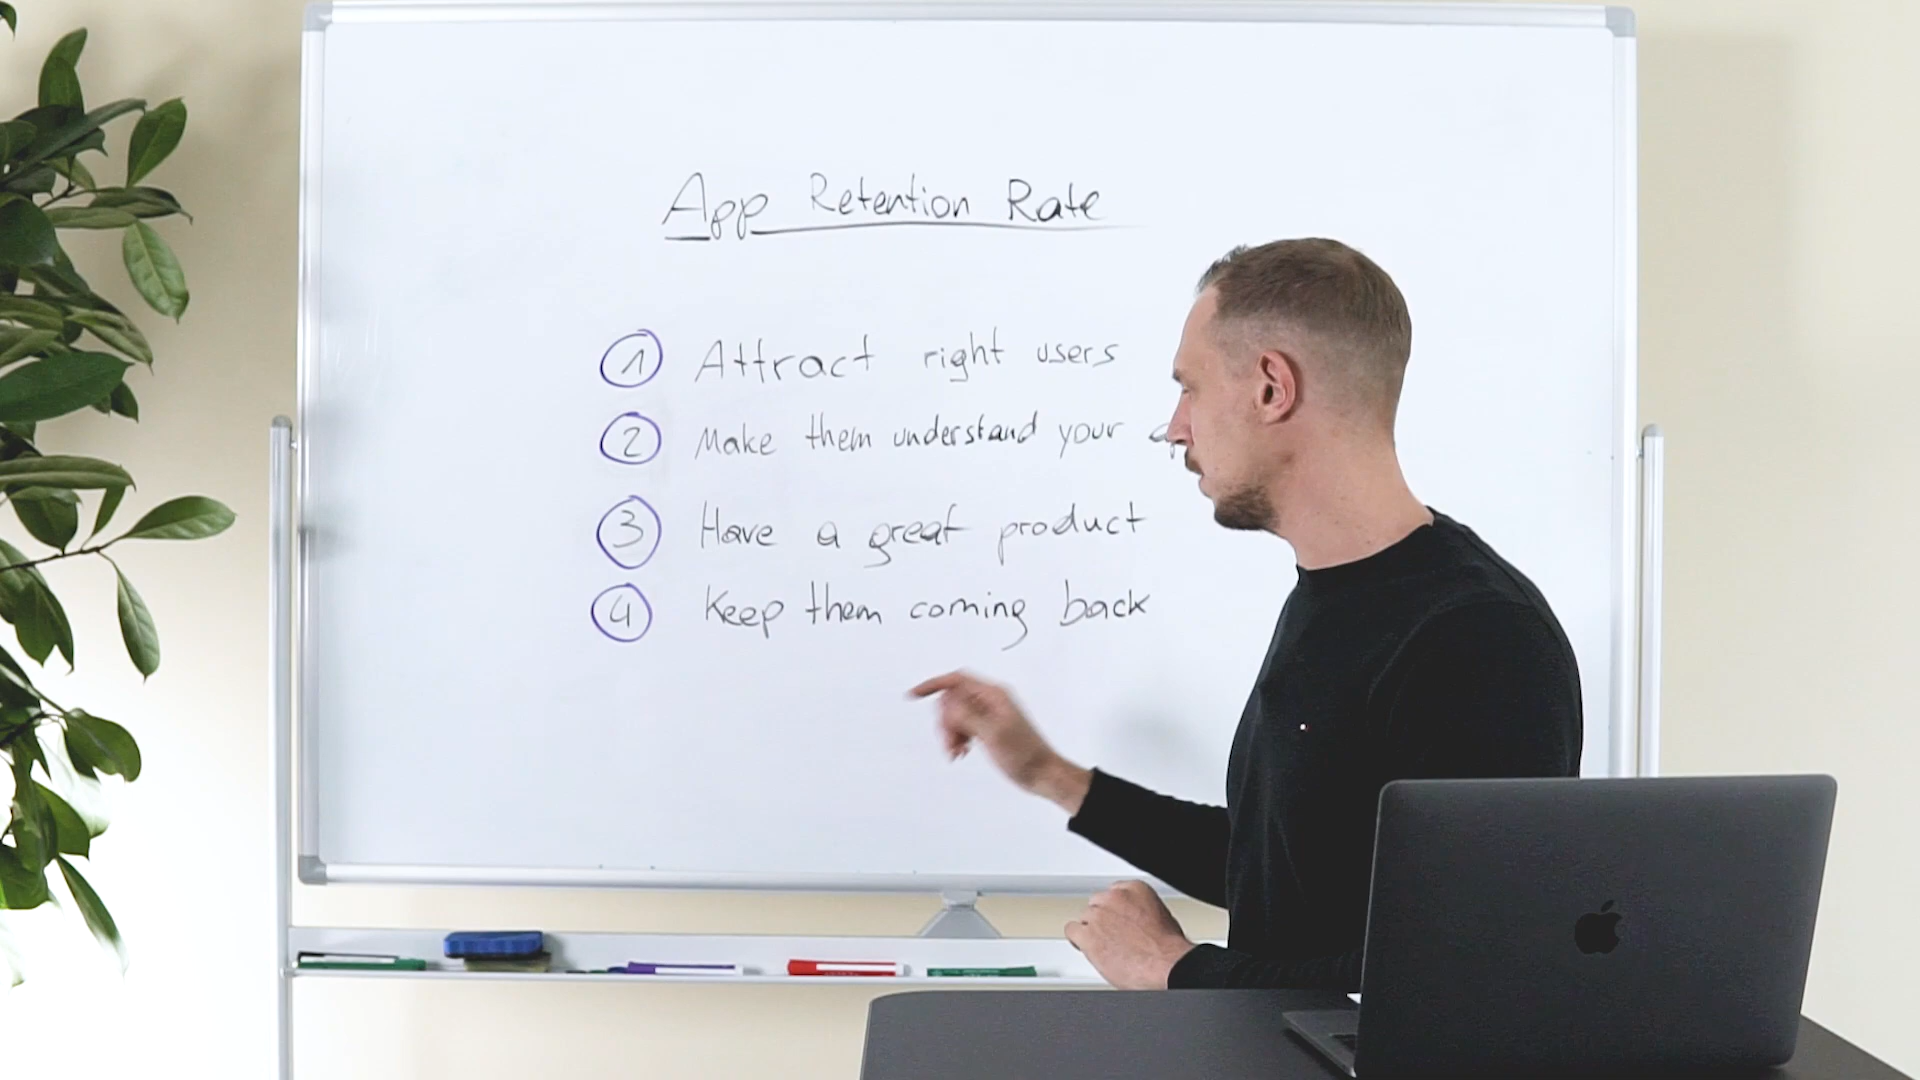 App Retention Rate
1 Attract right users
2 Make them understand your
3 Have a great product
4 Keep them coming back